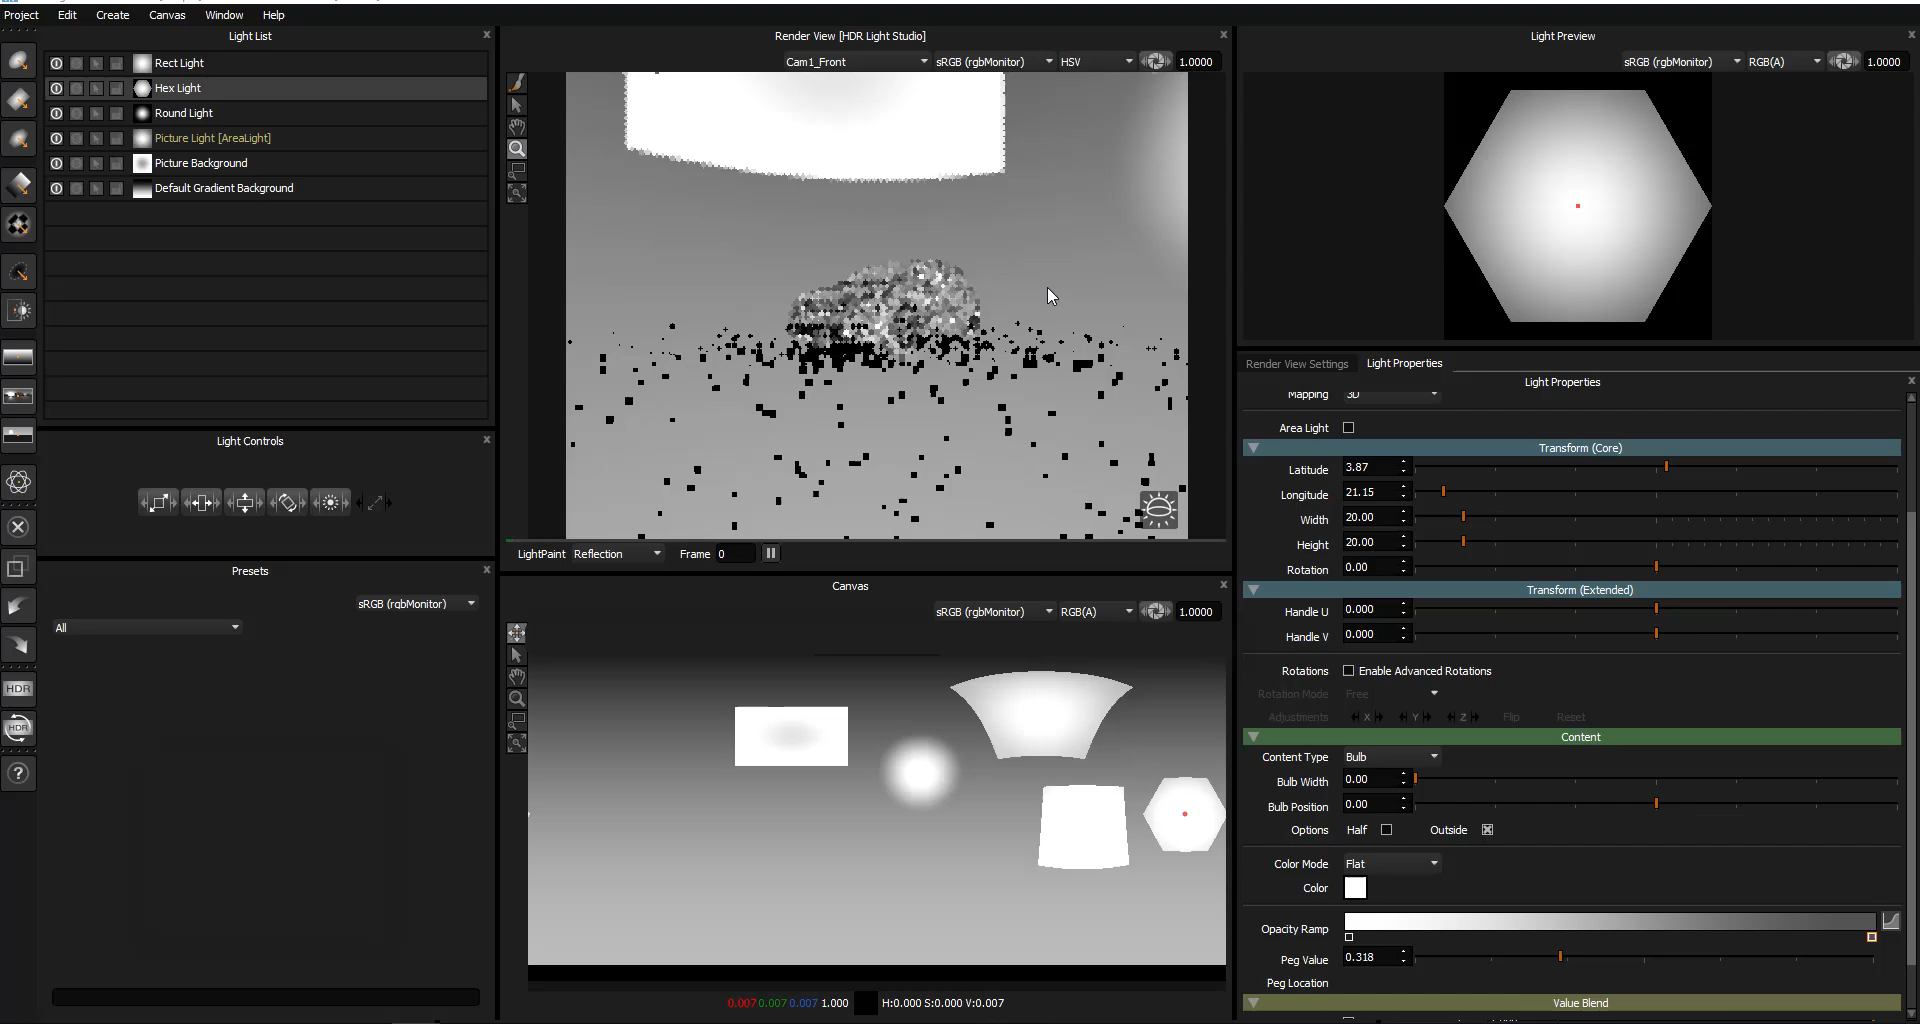 Project Edit Create Canvas Window Help
Light List
Rect Light
Hex Light
Round Light
Picture Light [AreaLight]
Picture Background
Default Gradient Background
Light Controls
Presets
sRGB (rgbMonitor)
All
HDR
HDR
?
Render View [HDR Light Studio]
Cam1_Front sRGB (rgbMonitor) HSV 1.0000
LightPaint Reflection Frame 0
Canvas
sRGB (rgbMonitor) RGB(A) 1.0000
0.007 0.007 0.007 1.000 H:0.000 S:0.000 V:0.007
Light Preview
sRGB (rgbMonitor) RGB(A) 1.0000
Render View Settings Light Properties
Light Properties
Mapping 3D
Area Light
Transform (Core)
Latitude 3.87
Longitude 21.15
Width 20.00
Height 20.00
Rotation 0.00
Transform (Extended)
Handle U 0.000
Handle V 0.000
Rotations Enable Advanced Rotations
Rotation Mode Free
Adjustments X Y Z Flip Reset
Content
Content Type Bulb
Bulb Width 0.00
Bulb Position 0.00
Options Half Outside
Color Mode Flat
Color
Opacity Ramp
Peg Value 0.318
Peg Location
Value Blend